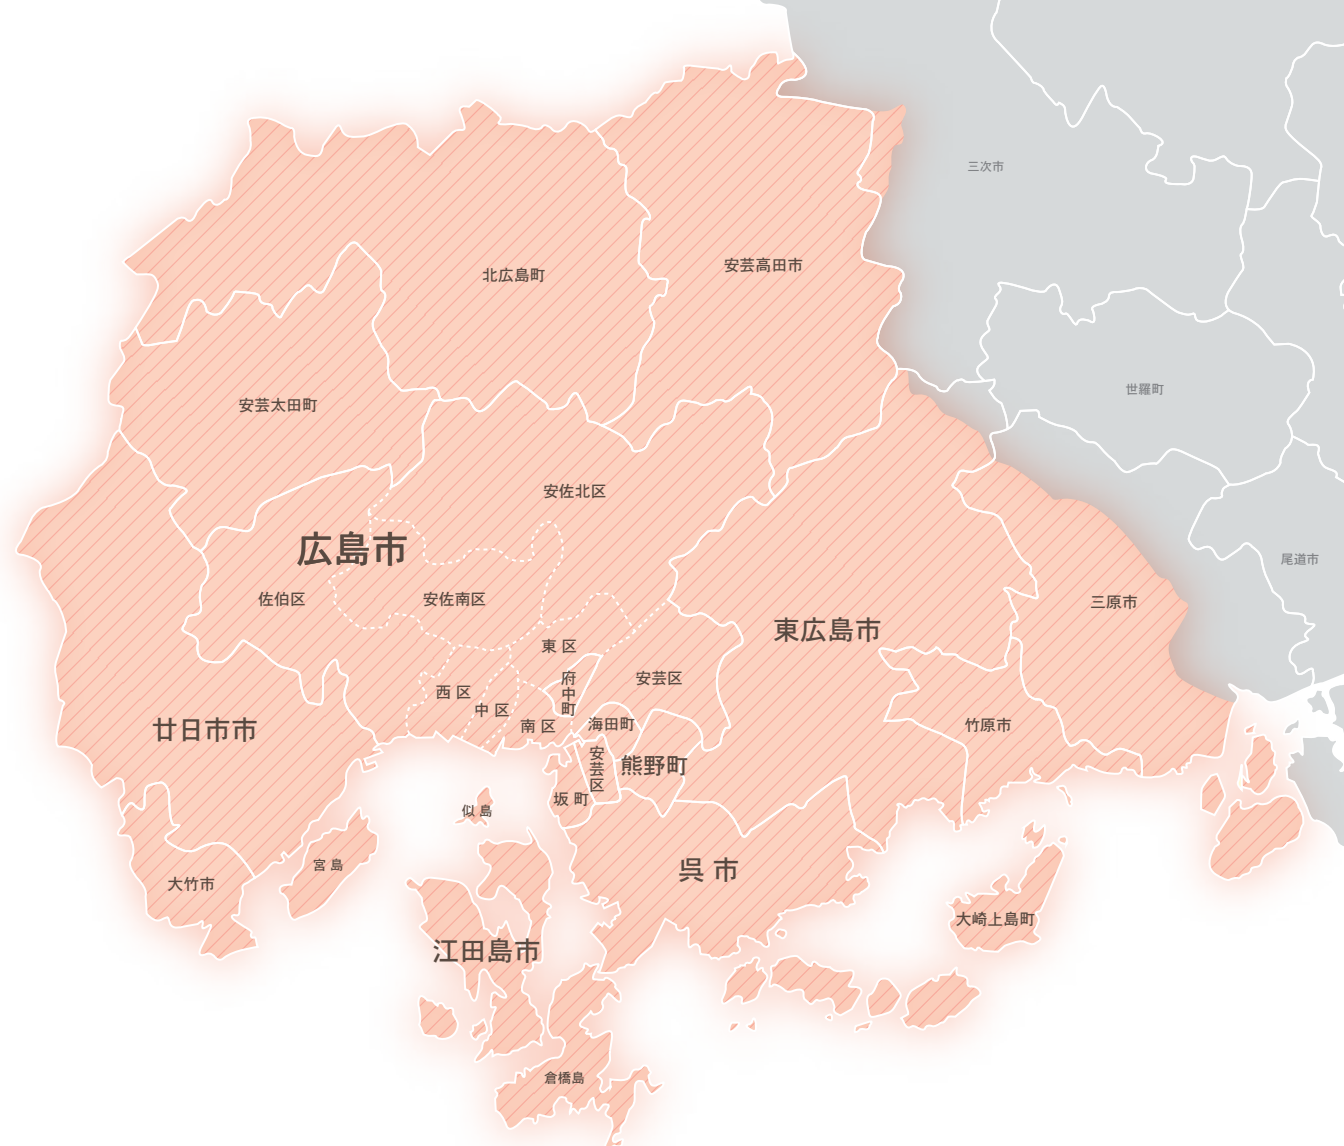 三次市
安芸高田市
北広島町
世羅町
安芸太田町
安佐北区
広島市
尾道市
佐伯区
安佐南区
三原市
東広島市
東区
安芸区
府中町
西区
中区
南区
海田町
竹原市
廿日市市
安芸区
熊野町
坂町
似島
宮島
呉市
大竹市
大崎上島町
江田島市
倉橋島